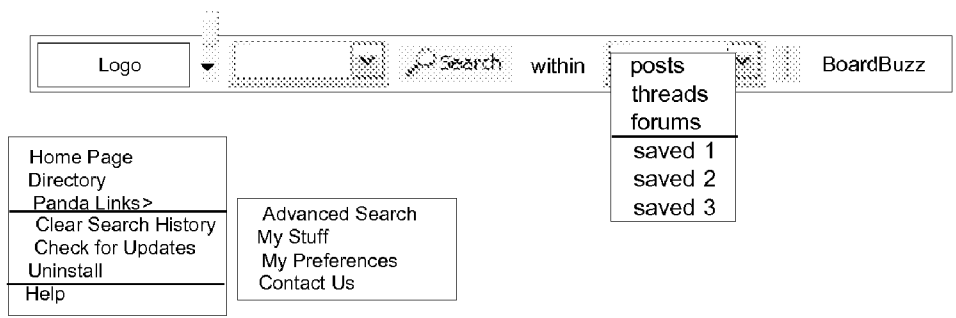 Logo
Search
within
BoardBuzz
posts
threads
forums
saved 1
saved 2
saved 3
Home Page
Directory
Panda Links>
Clear Search History
Check for Updates
Uninstall
Help
Advanced Search
My Stuff
My Preferences
Contact Us